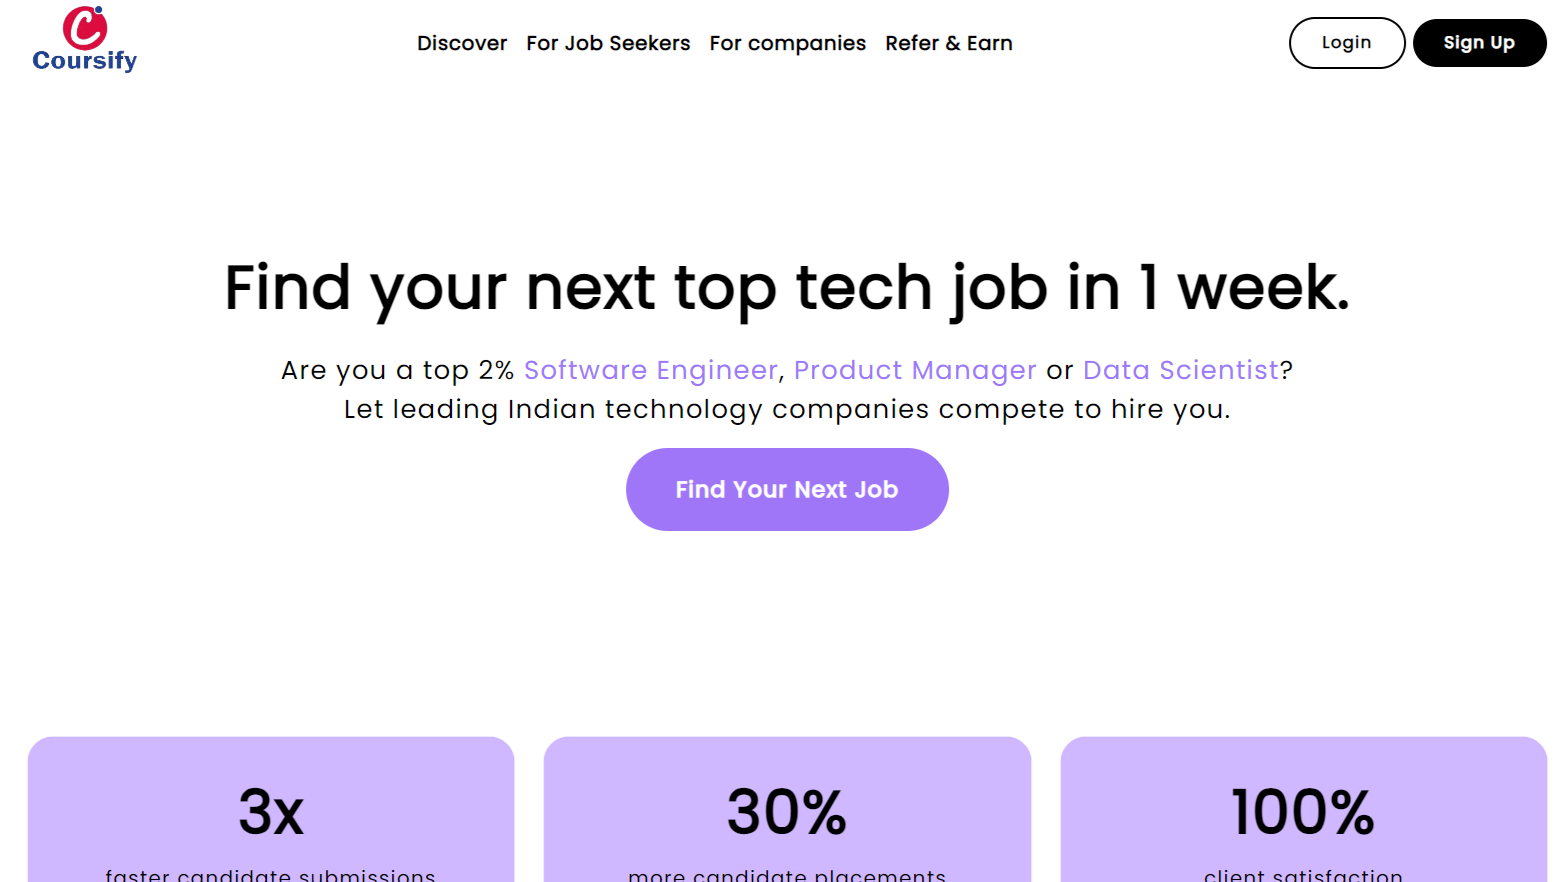 C
Coursify
Discover For Job Seekers For companies Refer & Earn
Login
Sign Up
Find your next top tech job in 1 week.
Are you a top 2% Software Engineer, Product Manager or Data Scientist?
Let leading Indian technology companies compete to hire you.
Find Your Next Job
3x
30%
100%
faster candidate submissions
more candidate placements
client satisfaction